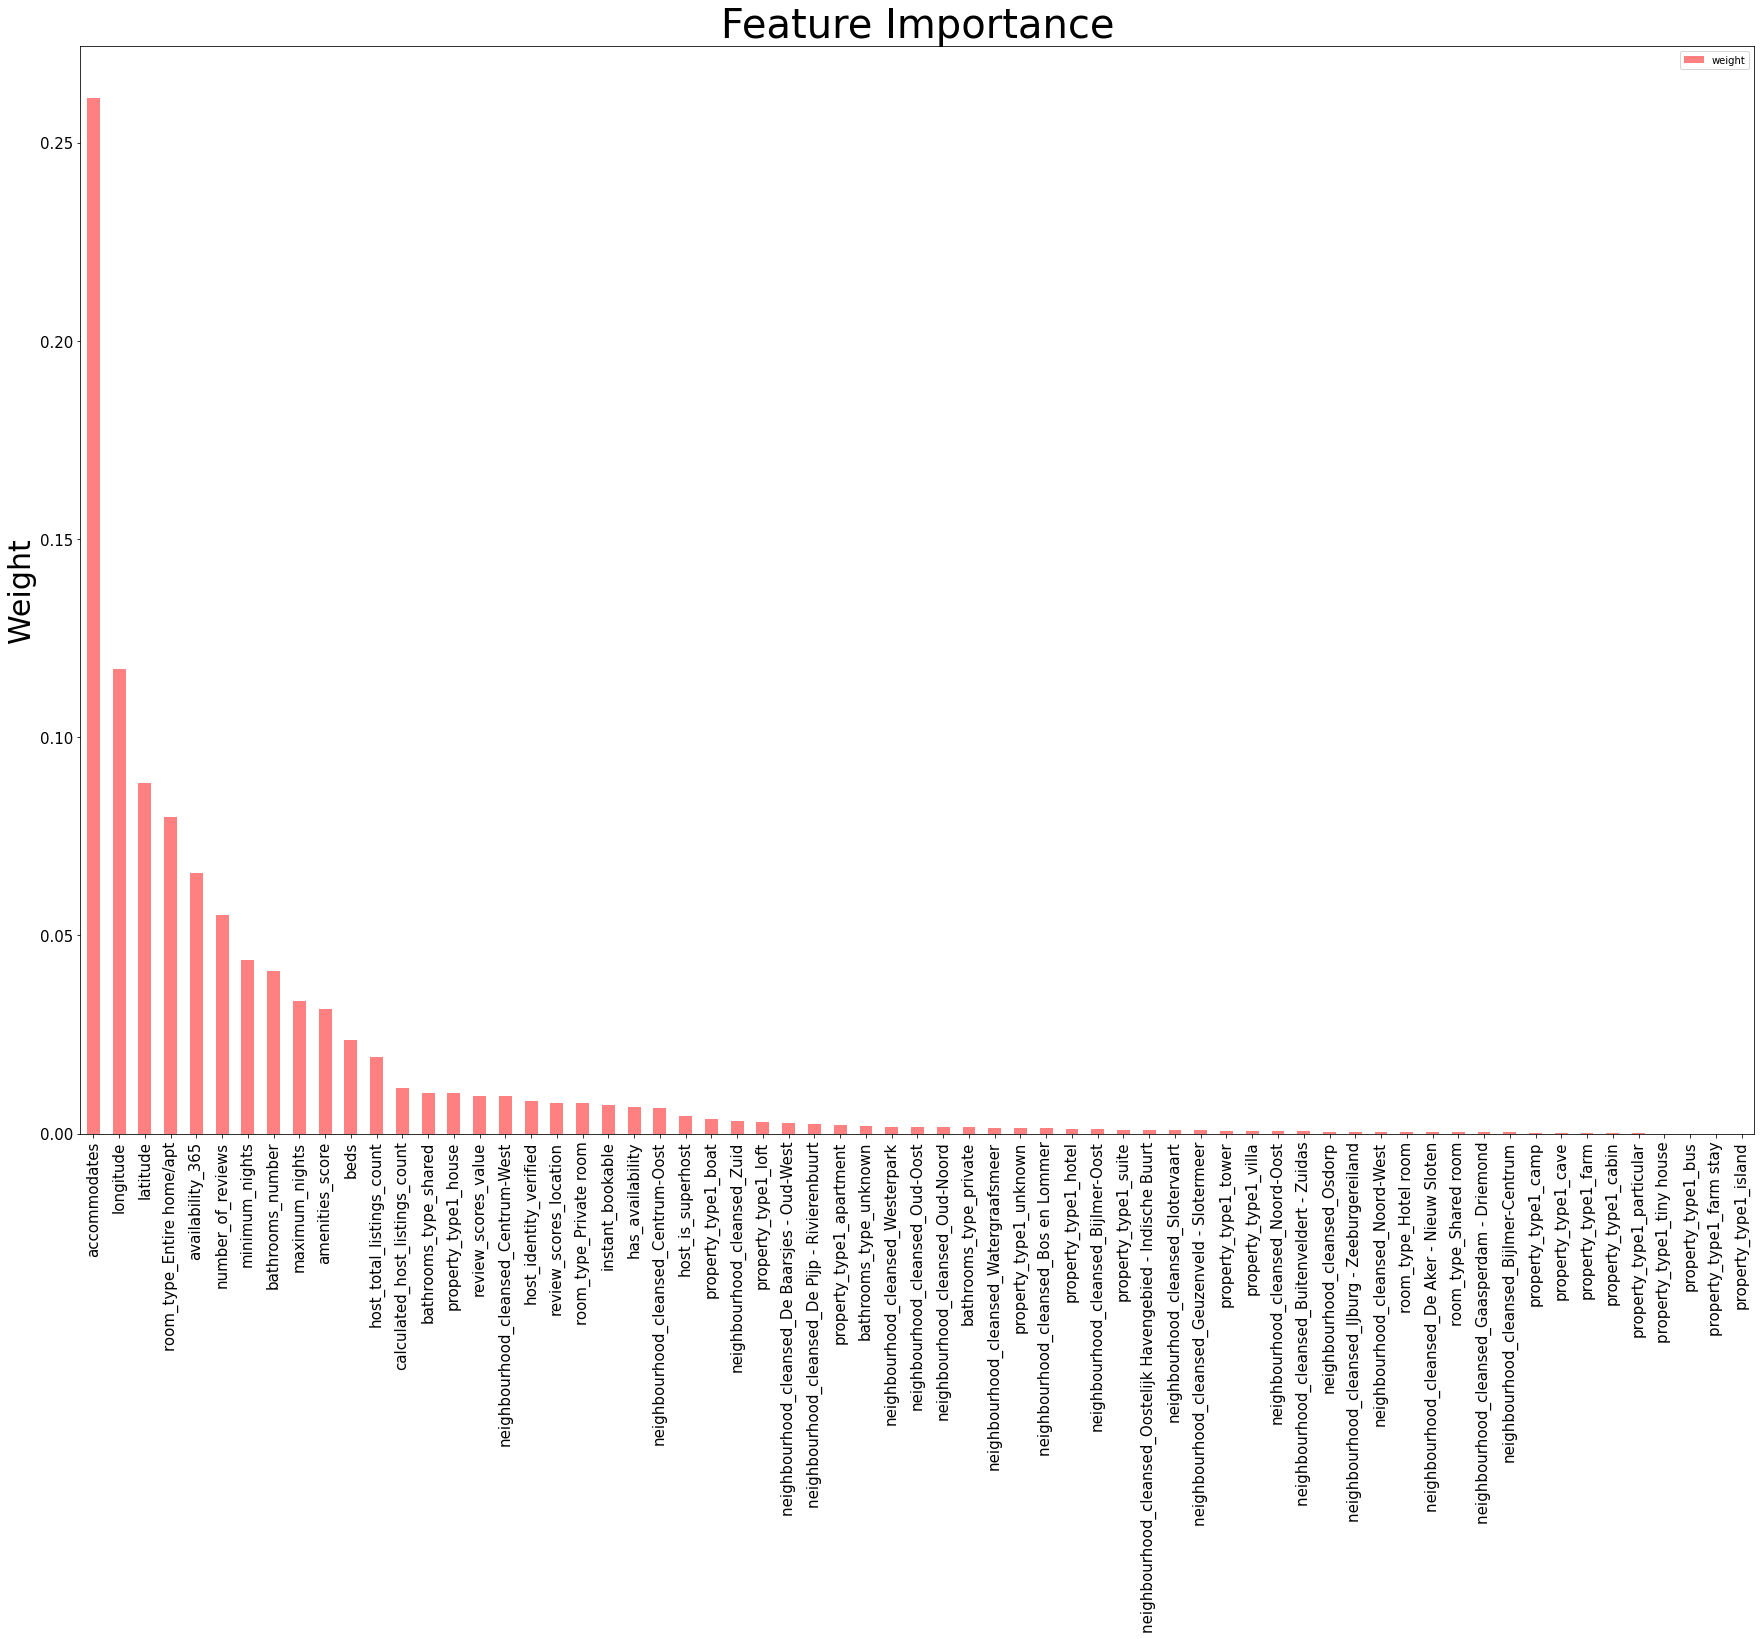 Feature Importance
weight
0.25
0.20
0.15
0.10
0.05
0.00
Weight
accommodates
longitude
latitude
room_type_Entire home/apt
availability_365
number_of_reviews
minimum_nights
bathrooms_number
maximum_nights
amenities_score
beds
host_total_listings_count
calculated_host_listings_count
bathrooms_type_shared
property_type1_house
review_scores_value
neighbourhood_cleansed_Centrum-West
host_identity_verified
review_scores_location
room_type_Private room
instant_bookable
has_availability
neighbourhood_cleansed_Centrum-Oost
host_is_superhost
property_type1_boat
neighbourhood_cleansed_Zuid
property_type1_loft
neighbourhood_cleansed_De Baarsjes - Oud-West
neighbourhood_cleansed_De Pijp - Rivierenbuurt
property_type1_apartment
bathrooms_type_unknown
neighbourhood_cleansed_Westerpark
neighbourhood_cleansed_Oud-Oost
neighbourhood_cleansed_Oud-Noord
bathrooms_type_private
neighbourhood_cleansed_Watergraafsmeer
property_type1_unknown
neighbourhood_cleansed_Bos en Lommer
property_type1_hotel
neighbourhood_cleansed_Bijlmer-Oost
property_type1_suite
neighbourhood_cleansed_Oostelijk Havengebied - Indische Buurt
neighbourhood_cleansed_Slotervaart
neighbourhood_cleansed_Geuzenveld - Slotermeer
property_type1_tower
property_type1_villa
neighbourhood_cleansed_Noord-Oost
neighbourhood_cleansed_Buitenveldert - Zuidas
neighbourhood_cleansed_Osdorp
neighbourhood_cleansed_IJburg - Zeeburgereiland
neighbourhood_cleansed_Noord-West
room_type_Hotel room
neighbourhood_cleansed_De Aker - Nieuw Sloten
room_type_Shared room
neighbourhood_cleansed_Gaasperdam - Driemond
neighbourhood_cleansed_Bijlmer-Centrum
property_type1_camp
property_type1_cave
property_type1_farm
property_type1_cabin
property_type1_particular
property_type1_tiny house
property_type1_bus
property_type1_farm stay
property_type1_island